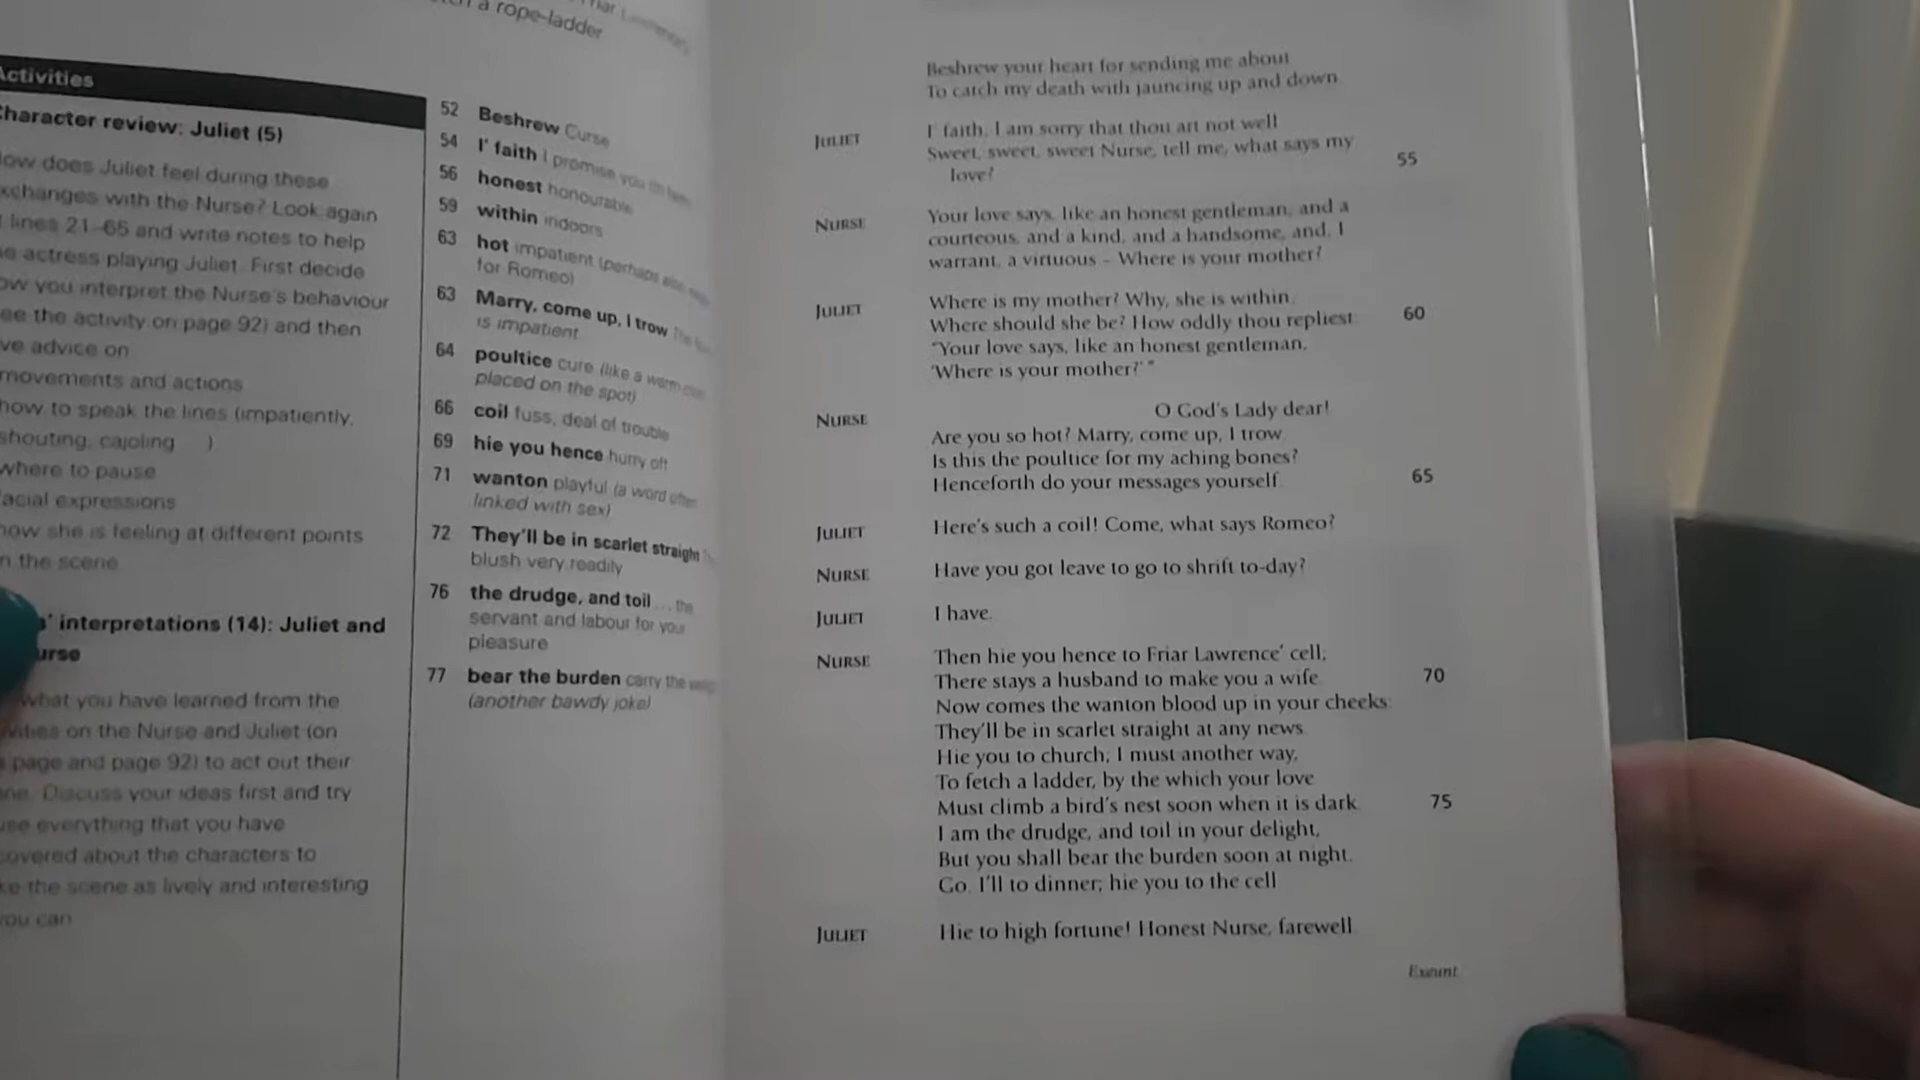 a rope-ladder
Activities
Character review: Juliet (5)
How does Juliet feel during these
exchanges with the Nurse? Look again
lines 21–65 and write notes to help
actress playing Juliet. First decide
how you interpret the Nurse's behaviour
see the activity on page 92) and then
advice on
movements and actions
how to speak the lines (impatiently,
shouting, cajoling )
where to pause
facial expressions
how she is feeling at different points
in the scene
interpretations (14): Juliet and
what you have learned from the
on the Nurse and Juliet (on
page and page 92) to act out their
Discuss your ideas first and try
use everything that you have
about the characters to
the scene as lively and interesting
you can
52 Beshrew Curse
54 I' faith I promise you
56 honest honourable
59 within indoors
63 hot impatient (perhaps also
for Romeo)
63 Marry, come up, I trow
is impatient
64 poultice cure (like a warm
placed on the spot)
66 coil fuss, deal of trouble
69 hie you hence hurry off
71 wanton playful (a word often
linked with sex)
72 They'll be in scarlet straight
blush very readily
76 the drudge, and toil ... the
servant and labour for your
pleasure
77 bear the burden carry the
(another bawdy joke)
Beshrew your heart for sending me about
To catch my death with jauncing up and down.
JULIET I' faith, I am sorry that thou art not well.
Sweet, sweet, sweet Nurse, tell me, what says my 55
love?
NURSE Your love says, like an honest gentleman, and a
courteous, and a kind, and a handsome, and, I
warrant, a virtuous – Where is your mother?
JULIET Where is my mother? Why, she is within.
Where should she be? How oddly thou repliest: 60
"Your love says, like an honest gentleman,
'Where is your mother?' "
NURSE O God's Lady dear!
Are you so hot? Marry, come up, I trow.
Is this the poultice for my aching bones?
Henceforth do your messages yourself. 65
JULIET Here's such a coil! Come, what says Romeo?
NURSE Have you got leave to go to shrift to-day?
JULIET I have.
NURSE Then hie you hence to Friar Lawrence' cell;
There stays a husband to make you a wife. 70
Now comes the wanton blood up in your cheeks:
They'll be in scarlet straight at any news.
Hie you to church; I must another way,
To fetch a ladder, by the which your love
Must climb a bird's nest soon when it is dark. 75
I am the drudge, and toil in your delight,
But you shall bear the burden soon at night.
Go. I'll to dinner; hie you to the cell
JULIET Hie to high fortune! Honest Nurse, farewell.
Exeunt